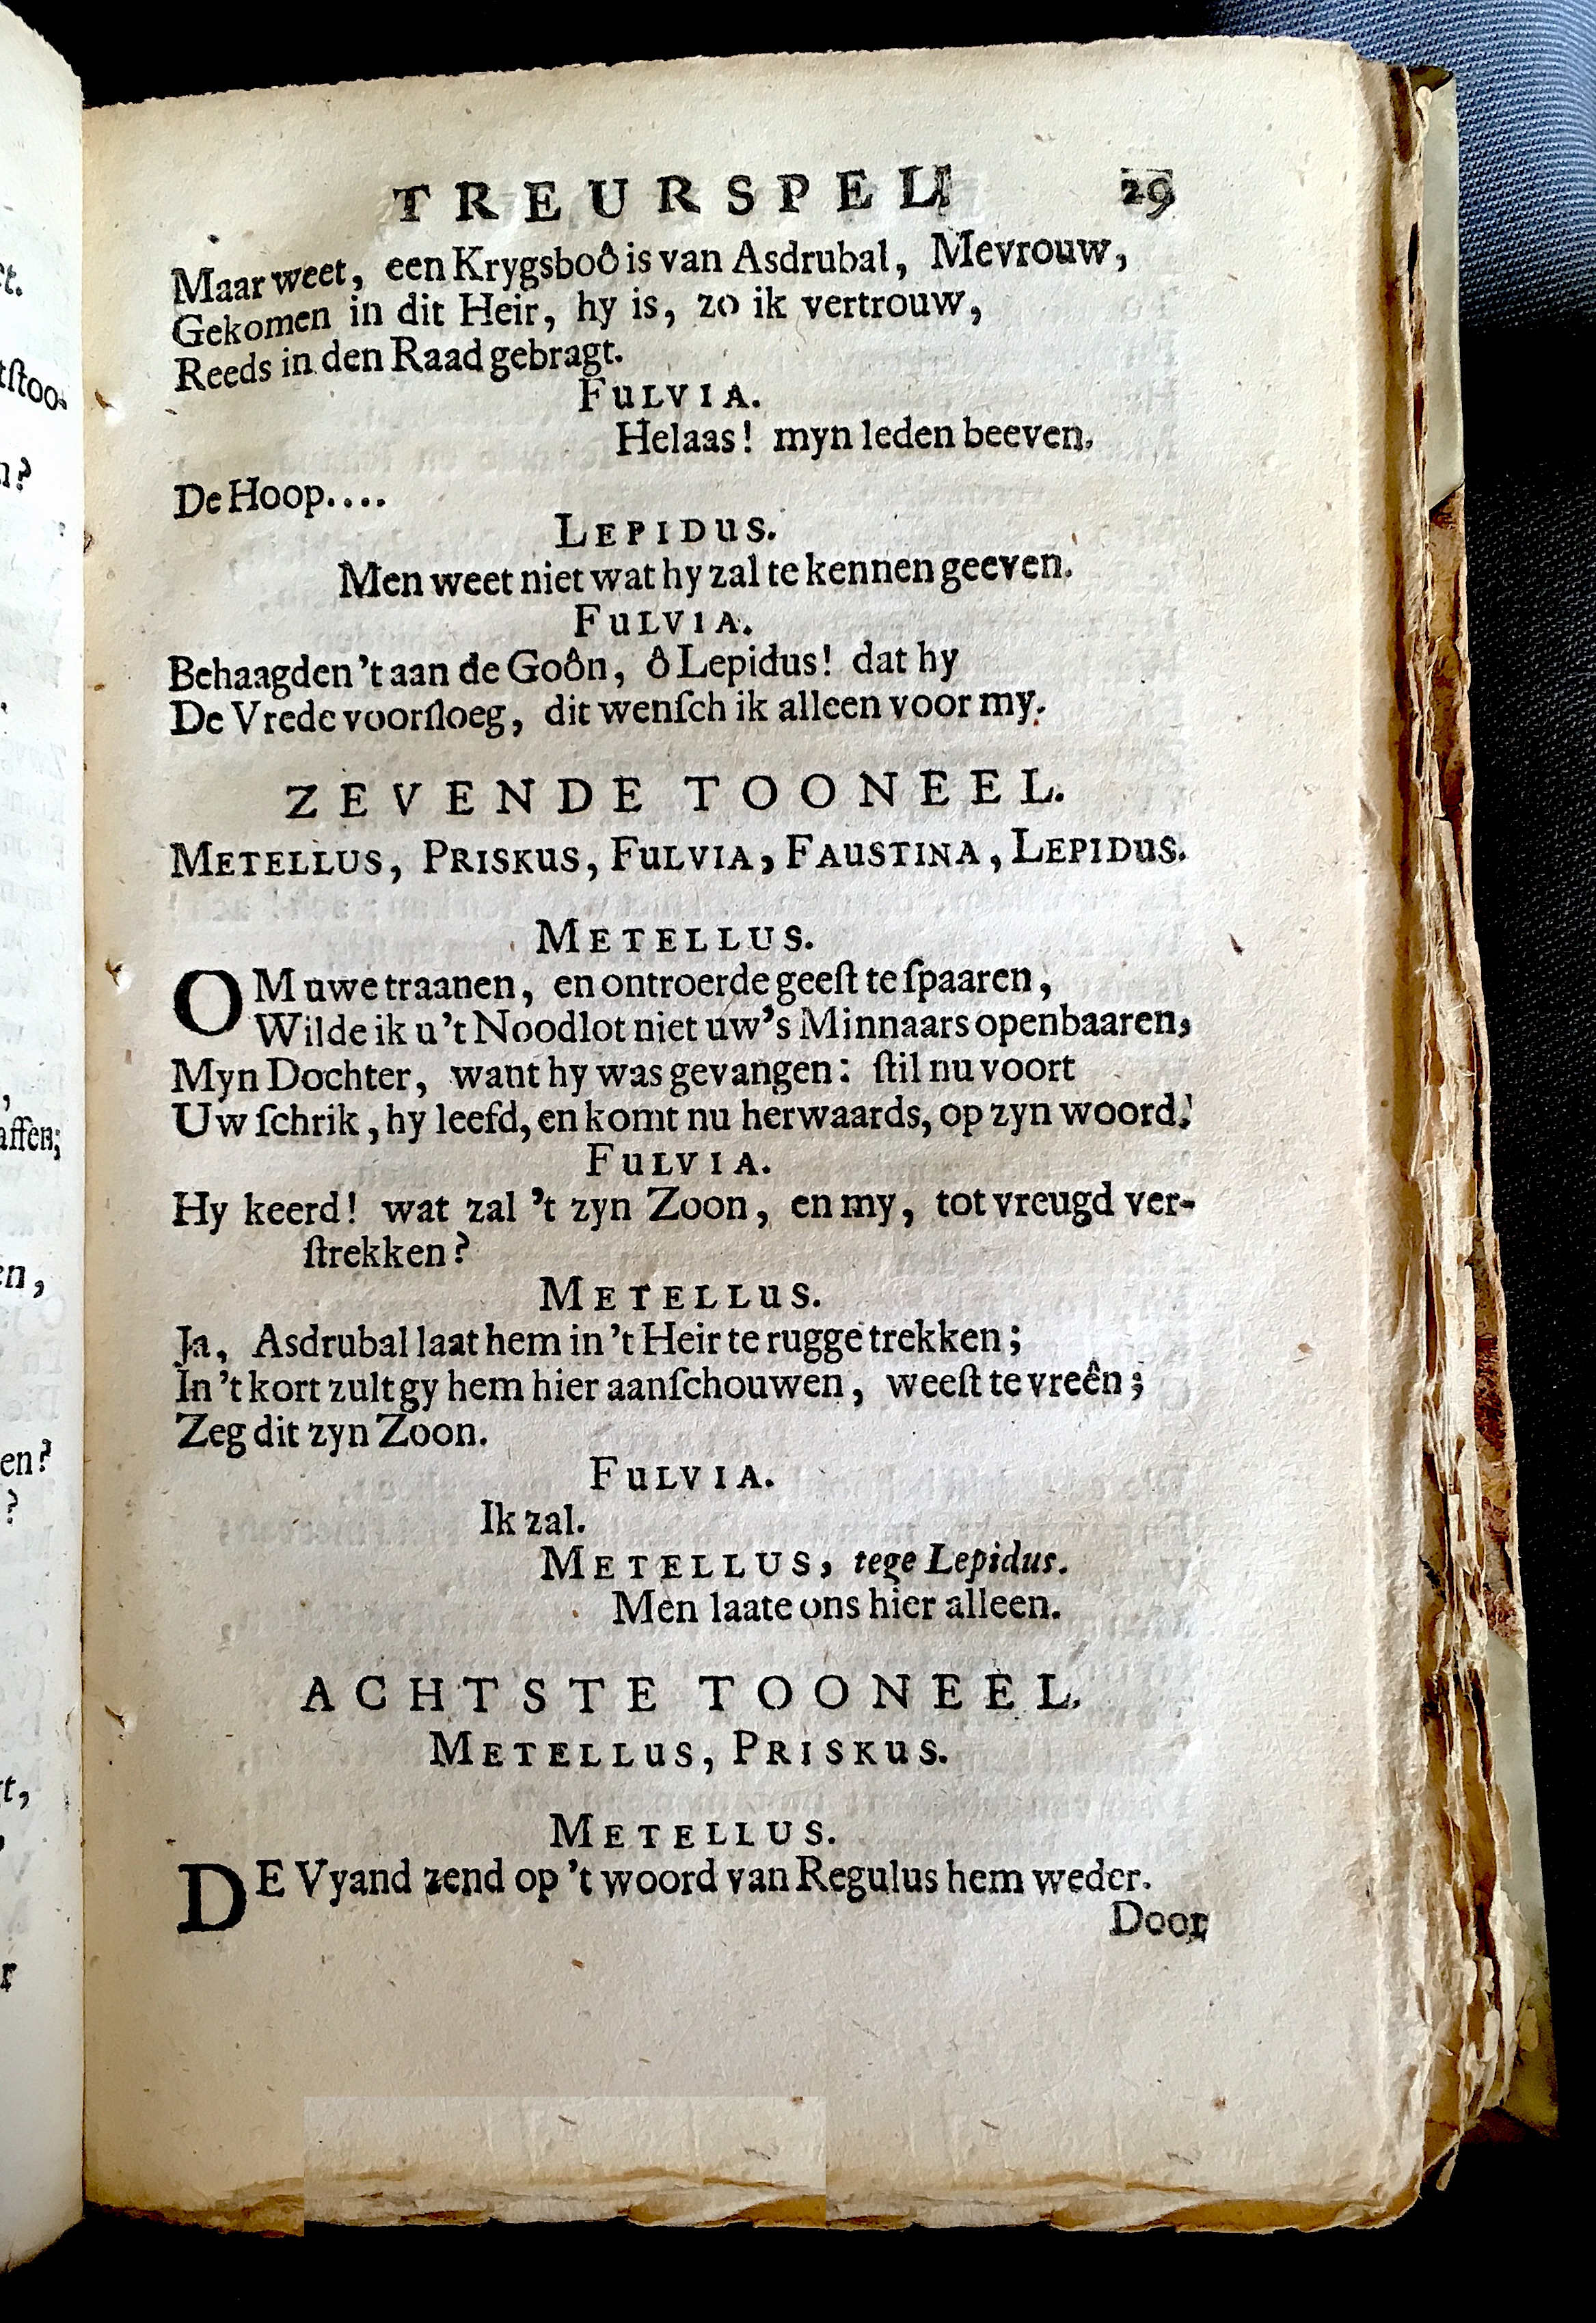 TREURSPEL. 29
Maar weet, een Krygsboô is van Asdrubal, Mevrouw,
Gekomen in dit Heir, hy is, zo ik vertrouw,
Reeds in den Raad gebragt.
FULVIA.
Helaas! myn leden beeven.
De Hoop....
LEPIDUS.
Men weet niet wat hy zal te kennen geeven.
FULVIA.
Behaagden 't aan de Goôn, ô Lepidus! dat hy
De Vrede voorſloeg, dit wenſch ik alleen voor my.
ZEVENDE TOONEEL.
METELLUS, PRISKUS, FULVIA, FAUSTINA, LEPIDUS.
METELLUS.
OM uwe traanen, en ontroerde geeſt te ſpaaren,
Wilde ik u 't Noodlot niet uw's Minnaars openbaaren,
Myn Dochter, want hy was gevangen: ſtil nu voort
Uw ſchrik, hy leefd, en komt nu herwaards, op zyn woord.
FULVIA.
Hy keerd! wat zal 't zyn Zoon, en my, tot vreugd ver-
ſtrekken?
METELLUS.
Ja, Asdrubal laat hem in 't Heir te rugge trekken;
In 't kort zult gy hem hier aanſchouwen, weeſt te vreên;
Zeg dit zyn Zoon.
FULVIA.
Ik zal.
METELLUS, tege Lepidus.
Men laate ons hier alleen.
ACHTSTE TOONEEL.
METELLUS, PRISKUS.
METELLUS.
DE Vyand zend op 't woord van Regulus hem weder.
Door